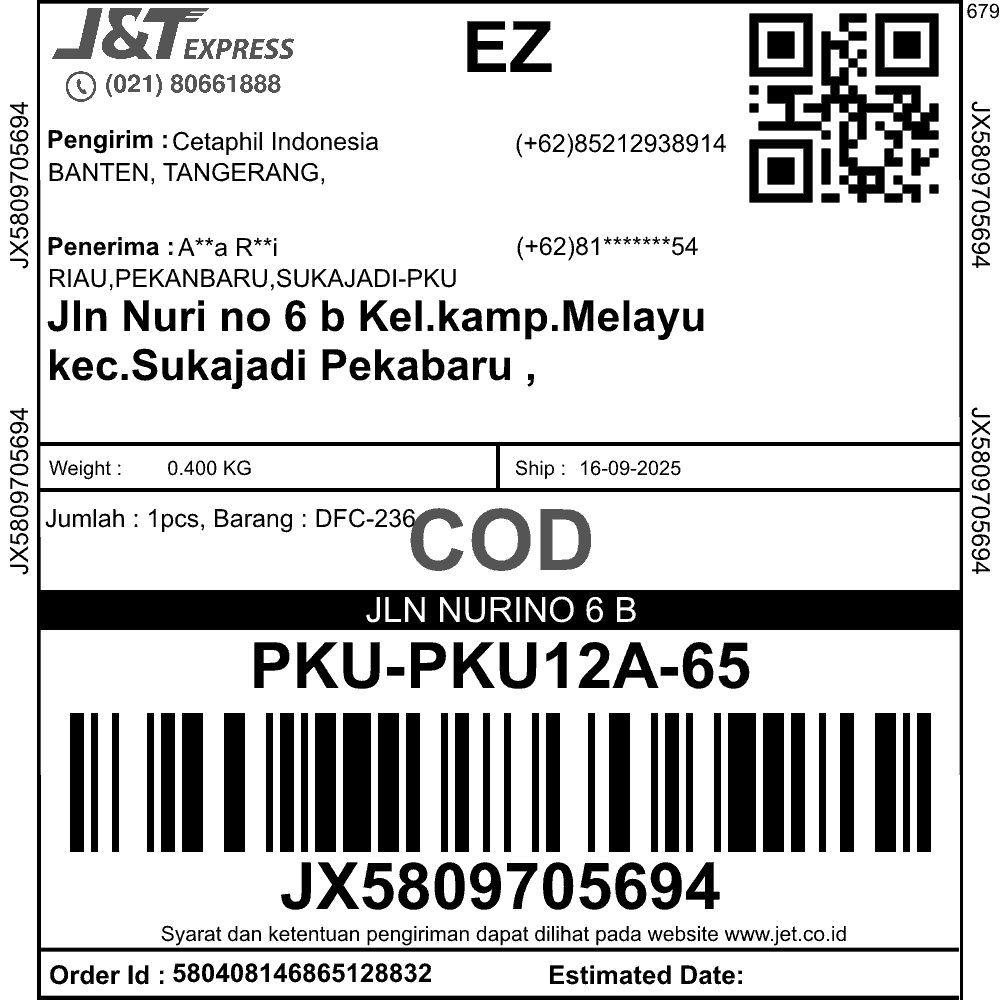 679
J&T EXPRESS
EZ
(021) 80661888
Pengirim : Cetaphil Indonesia (+62)85212938914
BANTEN, TANGERANG,
Penerima : A**a R**i (+62)81*******54
RIAU,PEKANBARU,SUKAJADI-PKU
Jln Nuri no 6 b Kel.kamp.Melayu
kec.Sukajadi Pekabaru ,
JX5809705694
JX5809705694
JX5809705694
JX5809705694
Weight : 0.400 KG Ship : 16-09-2025
Jumlah : 1pcs, Barang : DFC-236
COD
JLN NURINO 6 B
PKU-PKU12A-65
JX5809705694
Syarat dan ketentuan pengiriman dapat dilihat pada website www.jet.co.id
Order Id : 580408146865128832 Estimated Date: